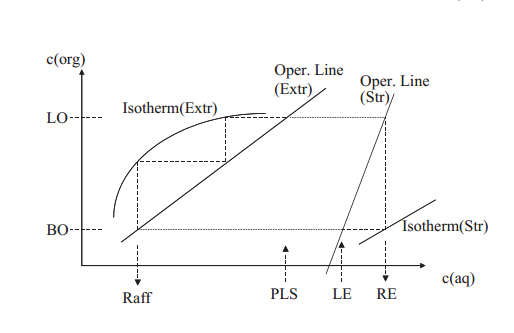 c(org)
Oper. Line
(Extr)
Oper. Line
(Str)
Isotherm(Extr)
LO
BO
Isotherm(Str)
c(aq)
Raff
PLS
LE
RE